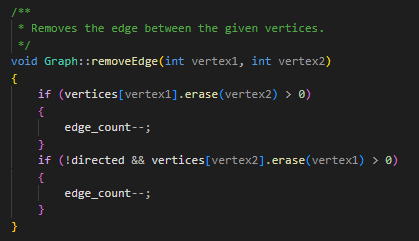 /**
 * Removes the edge between the given vertices.
 */
void Graph::removeEdge(int vertex1, int vertex2)
{
    if (vertices[vertex1].erase(vertex2) > 0)
    {
        edge_count--;
    }
    if (!directed && vertices[vertex2].erase(vertex1) > 0)
    {
        edge_count--;
    }
}